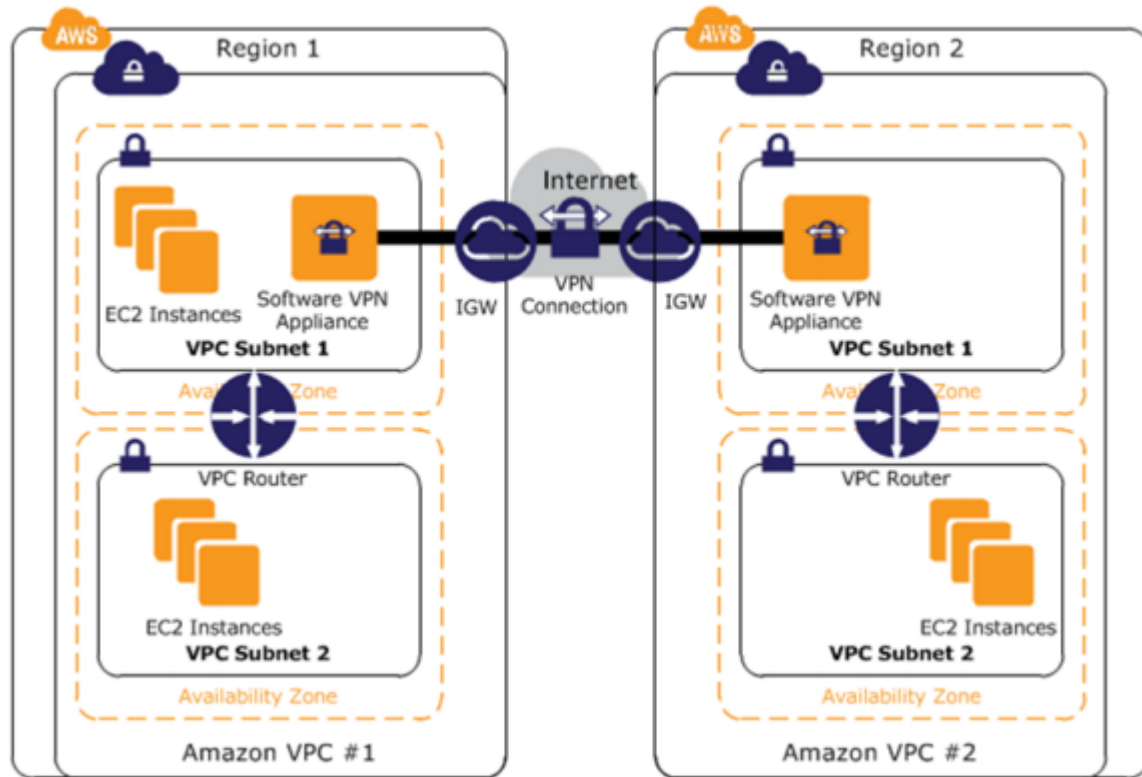 AWS
Region 1
EC2 Instances
Software VPN
Appliance
VPC Subnet 1
Availability Zone
VPC Router
EC2 Instances
VPC Subnet 2
Availability Zone
Amazon VPC #1
IGW
Internet
VPN
Connection
IGW
AWS
Region 2
Software VPN
Appliance
VPC Subnet 1
Availability Zone
VPC Router
EC2 Instances
VPC Subnet 2
Availability Zone
Amazon VPC #2